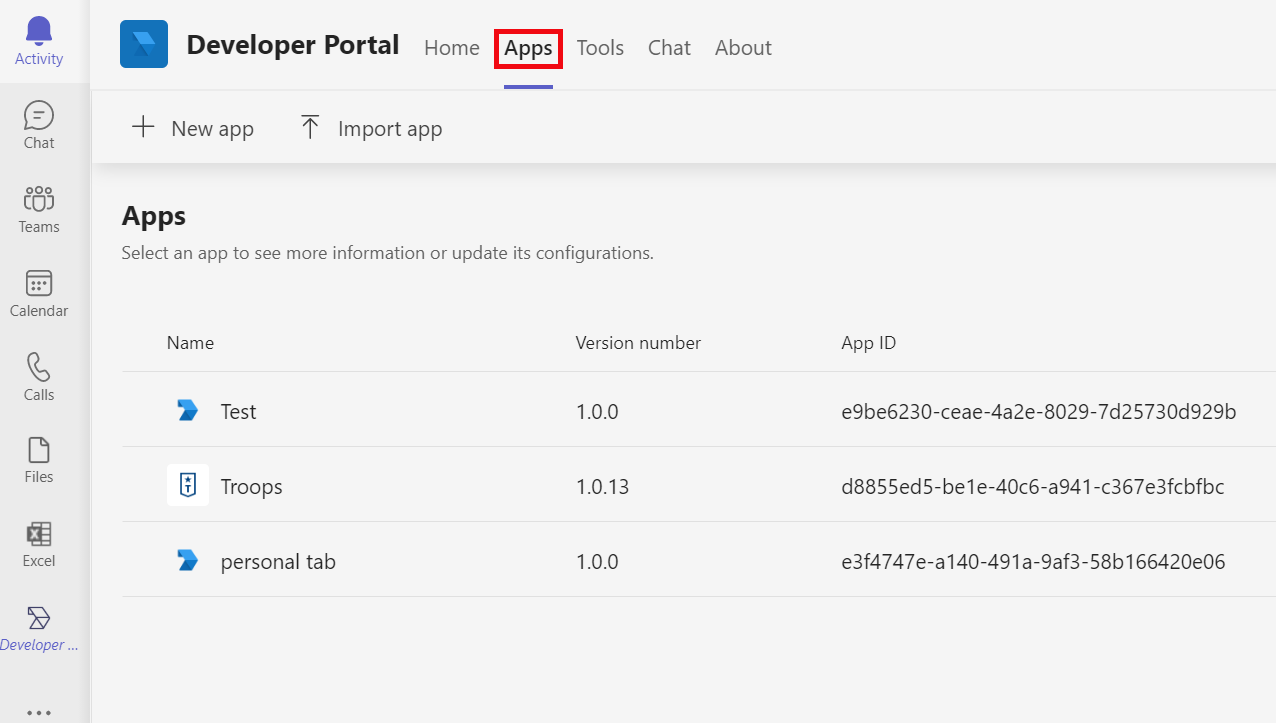 Activity
Chat
Teams
Calendar
Calls
Files
Excel
Developer ...
Developer Portal Home Apps Tools Chat About
New app Import app
Apps
Select an app to see more information or update its configurations.
Name Version number App ID
Test 1.0.0 e9be6230-ceae-4a2e-8029-7d25730d929b
T Troops 1.0.13 d8855ed5-be1e-40c6-a941-c367e3fcbfbc
personal tab 1.0.0 e3f4747e-a140-491a-9af3-58b166420e06